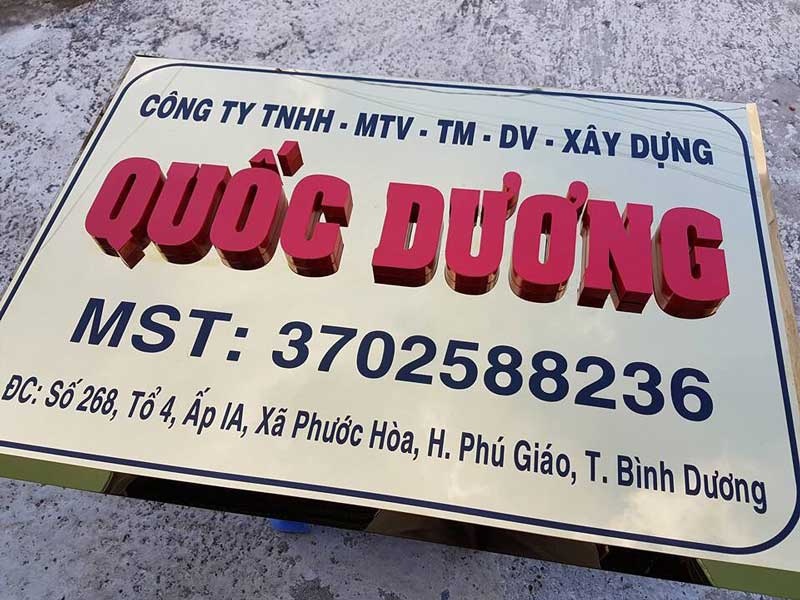 CÔNG TY TNHH - MTV - TM - DV - XÂY DỰNG
QUỐC DƯƠNG
MST: 3702588236
ĐC: Số 268, Tổ 4, Ấp IA, Xã Phước Hòa, H. Phú Giáo, T. Bình Dương